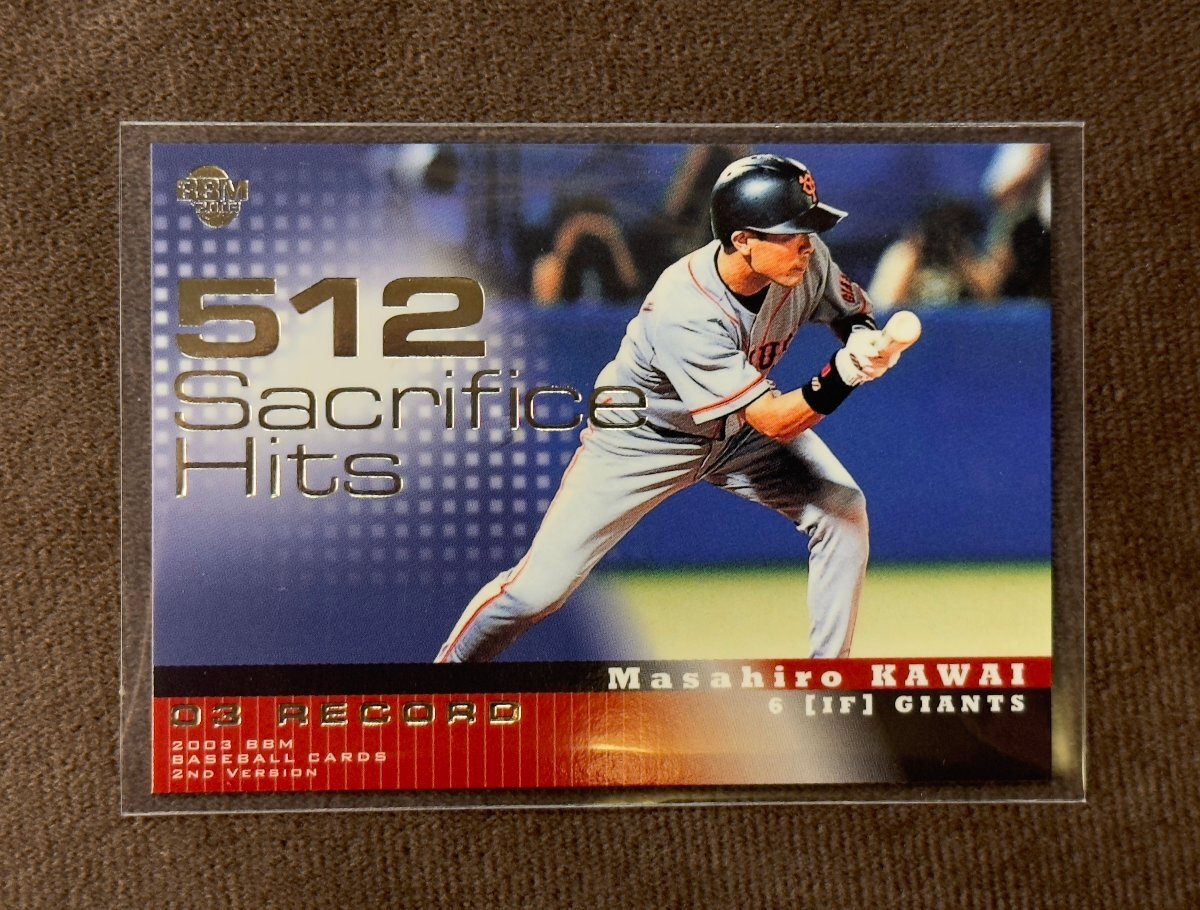 BBM
2003
512
Sacrifice
Hits
Masahiro KAWAI
6 [IF] GIANTS
03 RECORD
2003 BBM
BASEBALL CARDS
2ND VERSION